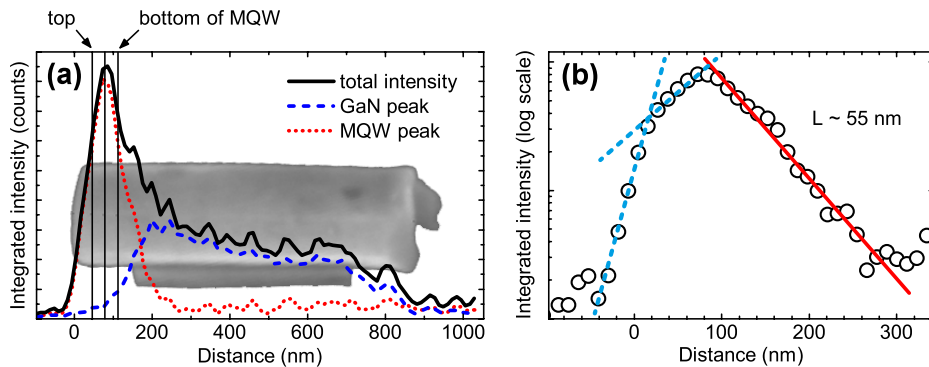 top
bottom of MQW
(a)
total intensity
GaN peak
MQW peak
Integrated intensity (counts)
0 200 400 600 800 1000
Distance (nm)
(b)
L ~ 55 nm
Integrated intensity (log scale)
0 100 200 300
Distance (nm)